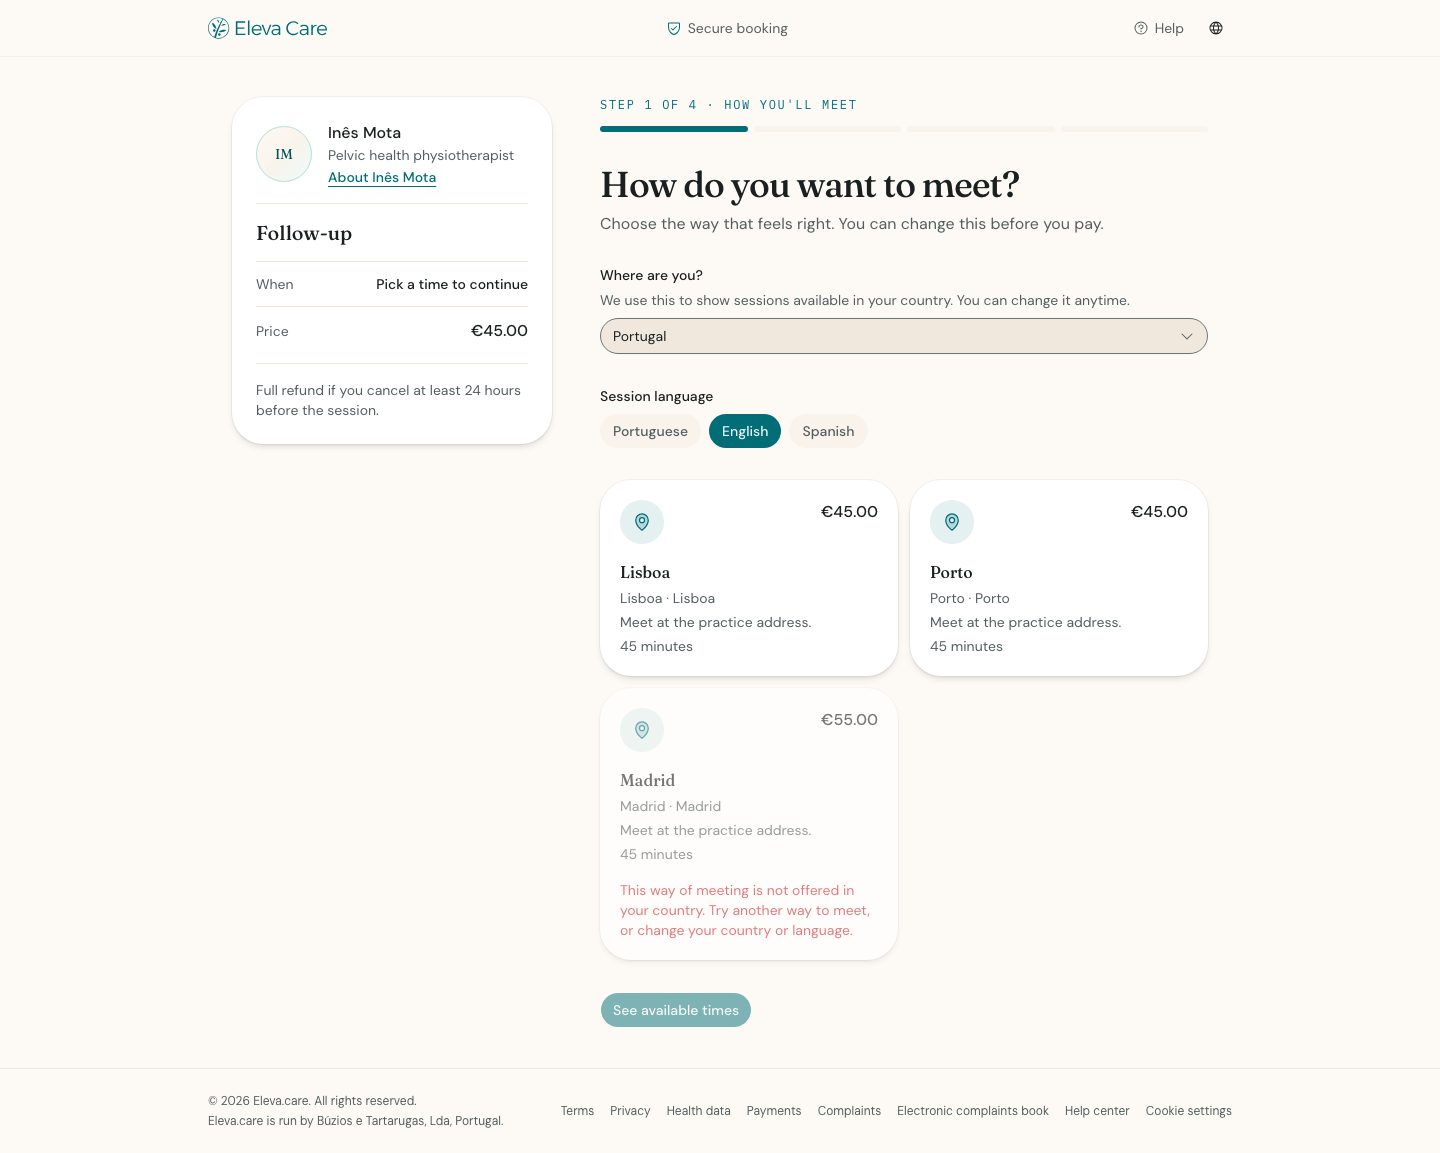 Eleva Care
Secure booking
Help
IM
Inês Mota
Pelvic health physiotherapist
About Inês Mota
Follow-up
When
Pick a time to continue
Price
€45.00
Full refund if you cancel at least 24 hours
before the session.
STEP 1 OF 4 · HOW YOU'LL MEET
How do you want to meet?
Choose the way that feels right. You can change this before you pay.
Where are you?
We use this to show sessions available in your country. You can change it anytime.
Portugal
Session language
Portuguese
English
Spanish
€45.00
Lisboa
Lisboa · Lisboa
Meet at the practice address.
45 minutes
€45.00
Porto
Porto · Porto
Meet at the practice address.
45 minutes
€55.00
Madrid
Madrid · Madrid
Meet at the practice address.
45 minutes
This way of meeting is not offered in
your country. Try another way to meet,
or change your country or language.
See available times
© 2026 Eleva.care. All rights reserved.
Eleva.care is run by Búzios e Tartarugas, Lda, Portugal.
Terms
Privacy
Health data
Payments
Complaints
Electronic complaints book
Help center
Cookie settings